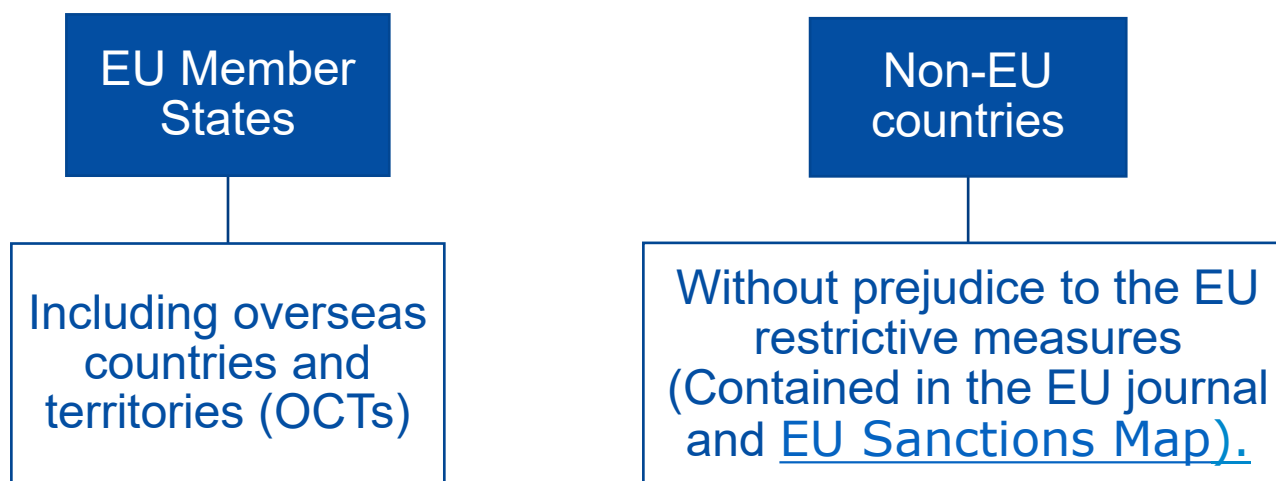 EU Member
States
Including overseas
countries and
territories (OCTs)
Non-EU
countries
Without prejudice to the EU
restrictive measures
(Contained in the EU journal
and EU Sanctions Map).